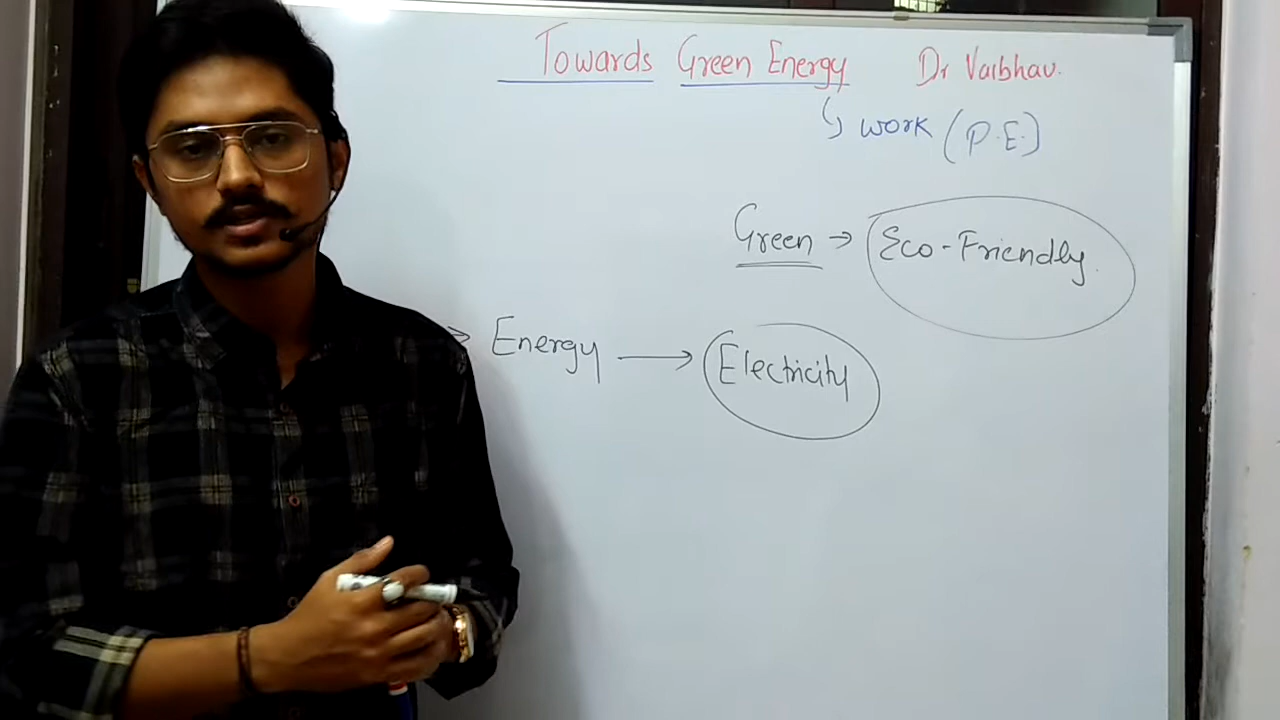 Towards Green Energy Dr Vaibhav.
↳ work (P.E.)
Green → Eco-Friendly.
→ Energy → Electricity